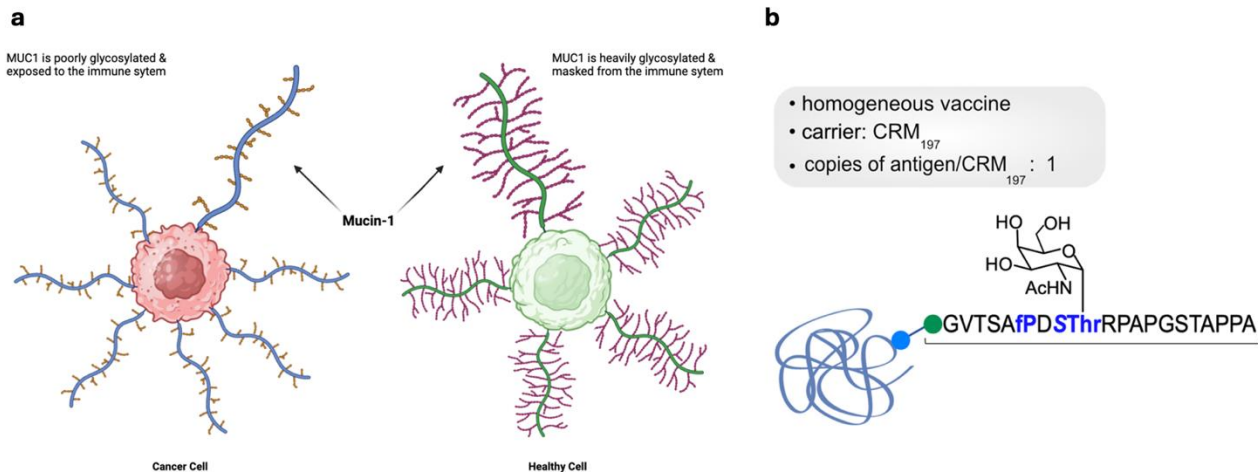 a
MUC1 is poorly glycosylated &
exposed to the immune sytem
MUC1 is heavily glycosylated &
masked from the immune sytem
Mucin-1
Cancer Cell
Healthy Cell
b
• homogeneous vaccine
• carrier: CRM197
• copies of antigen/CRM197 : 1
HO
OH
O
HO
AcHN
O
GVTSAfPDSThrRPAPGSTAPPA